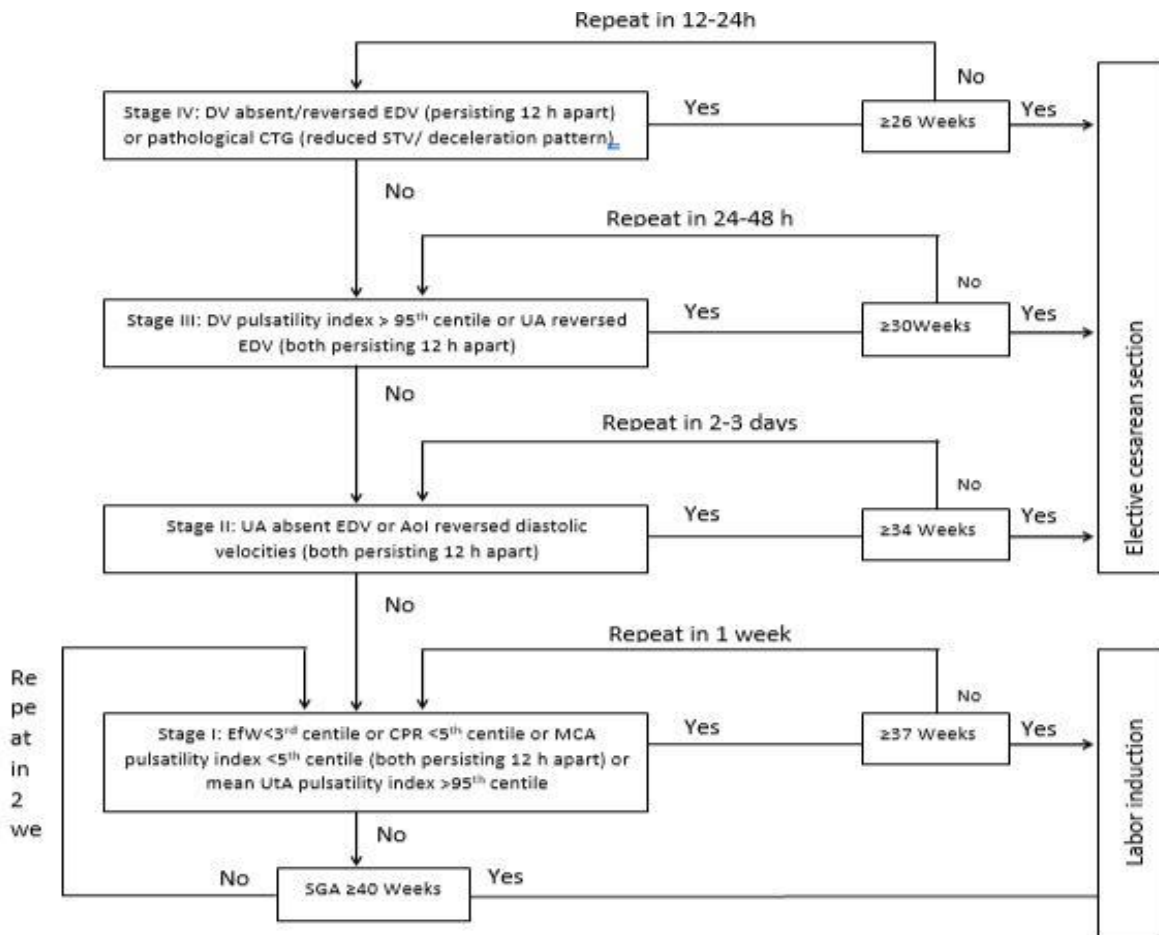 Repeat in 12-24h
No
Stage IV: DV absent/reversed EDV (persisting 12 h apart)
or pathological CTG (reduced STV/ deceleration pattern)
Yes
≥26 Weeks
Yes
No
Repeat in 24-48 h
No
Stage III: DV pulsatility index > 95th centile or UA reversed
EDV (both persisting 12 h apart)
Yes
≥30Weeks
Yes
No
Repeat in 2-3 days
No
Stage II: UA absent EDV or AoI reversed diastolic
velocities (both persisting 12 h apart)
Yes
≥34 Weeks
Yes
Elective cesarean section
No
Repeat in 1 week
No
Re
pe
at
in
2
we
Stage I: EfW<3rd centile or CPR <5th centile or MCA
pulsatility index <5th centile (both persisting 12 h apart) or
mean UtA pulsatility index >95th centile
Yes
≥37 Weeks
Yes
Labor induction
No
No
SGA ≥40 Weeks
Yes